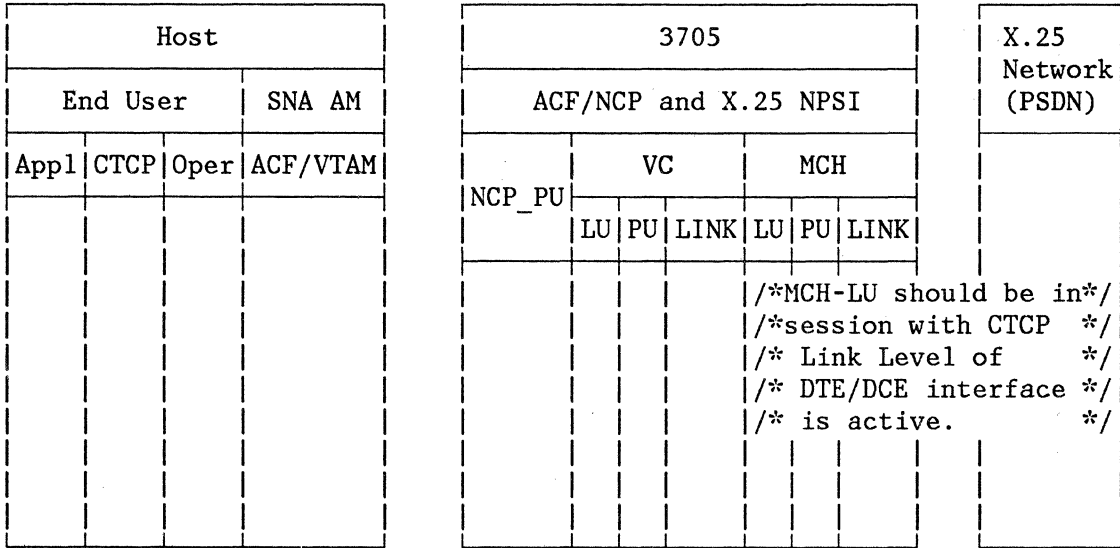 Host 3705 X.25
Network
End User SNA AM ACF/NCP and X.25 NPSI (PSDN)
Appl CTCP Oper ACF/VTAM VC MCH
NCP_PU
LU PU LINK LU PU LINK
/*MCH-LU should be in*/
/*session with CTCP */
/* Link Level of */
/* DTE/DCE interface */
/* is active. */